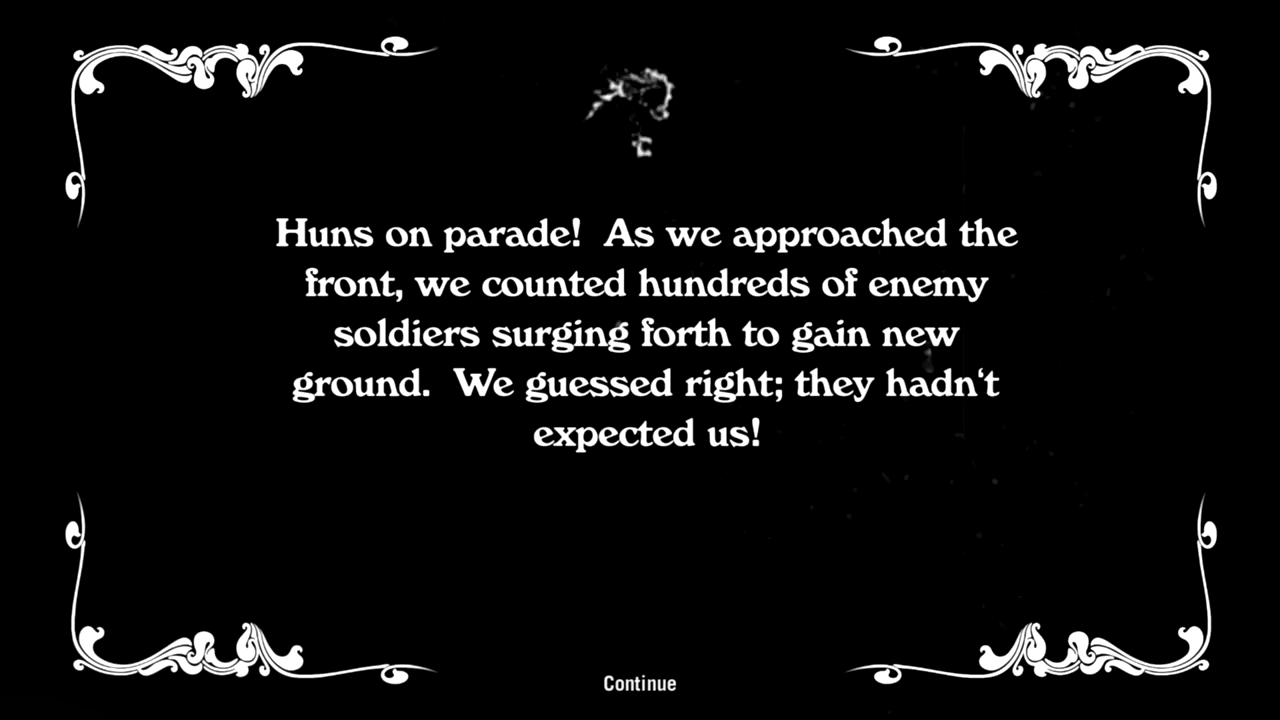 Huns on parade!  As we approached the
front, we counted hundreds of enemy
soldiers surging forth to gain new
ground.  We guessed right; they hadn't
expected us!
Continue